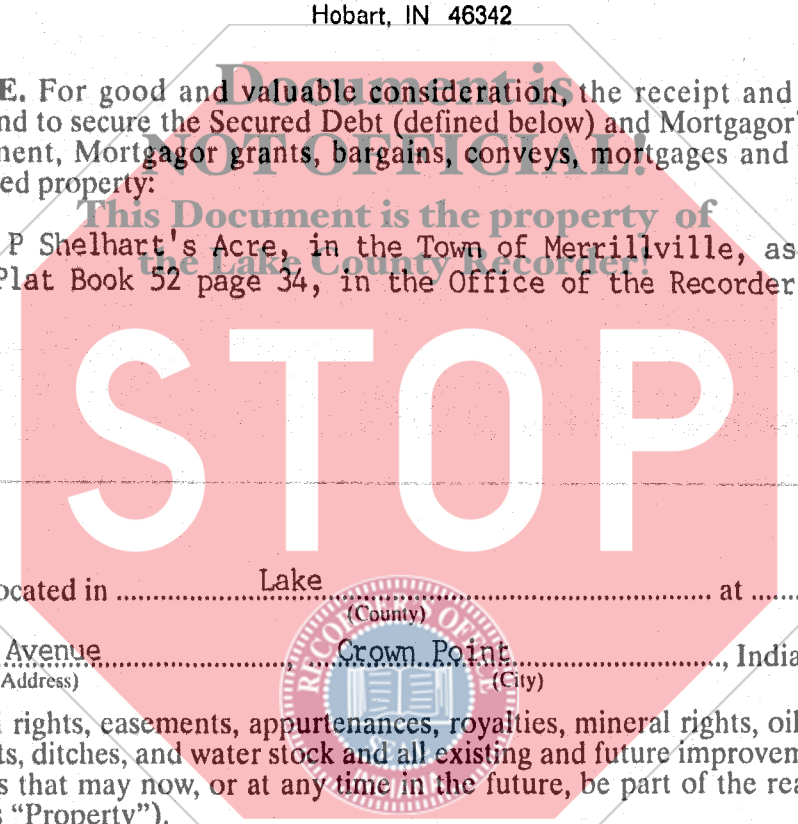 Hobart, IN 46342
Document is
E. For good and valuable consideration, the receipt and
nd to secure the Secured Debt (defined below) and Mortgagor'
NOT OFFICIAL!
nent, Mortgagor grants, bargains, conveys, mortgages and
ed property:
This Document is the property of
P Shelhart's Acre, in the Town of Merrillville, as
the Lake County Recorder!
Plat Book 52 page 34, in the Office of the Recorder
STOP
ocated in Lake at
(County)
Avenue, Crown Point, India
Address) (City)
RECORDER'S OFFICE
rights, easements, appurtenances, royalties, mineral rights, oil
ts, ditches, and water stock and all existing and future improvem
SEAL
s that may now, or at any time in the future, be part of the rea
INDIANA
s “Property”).